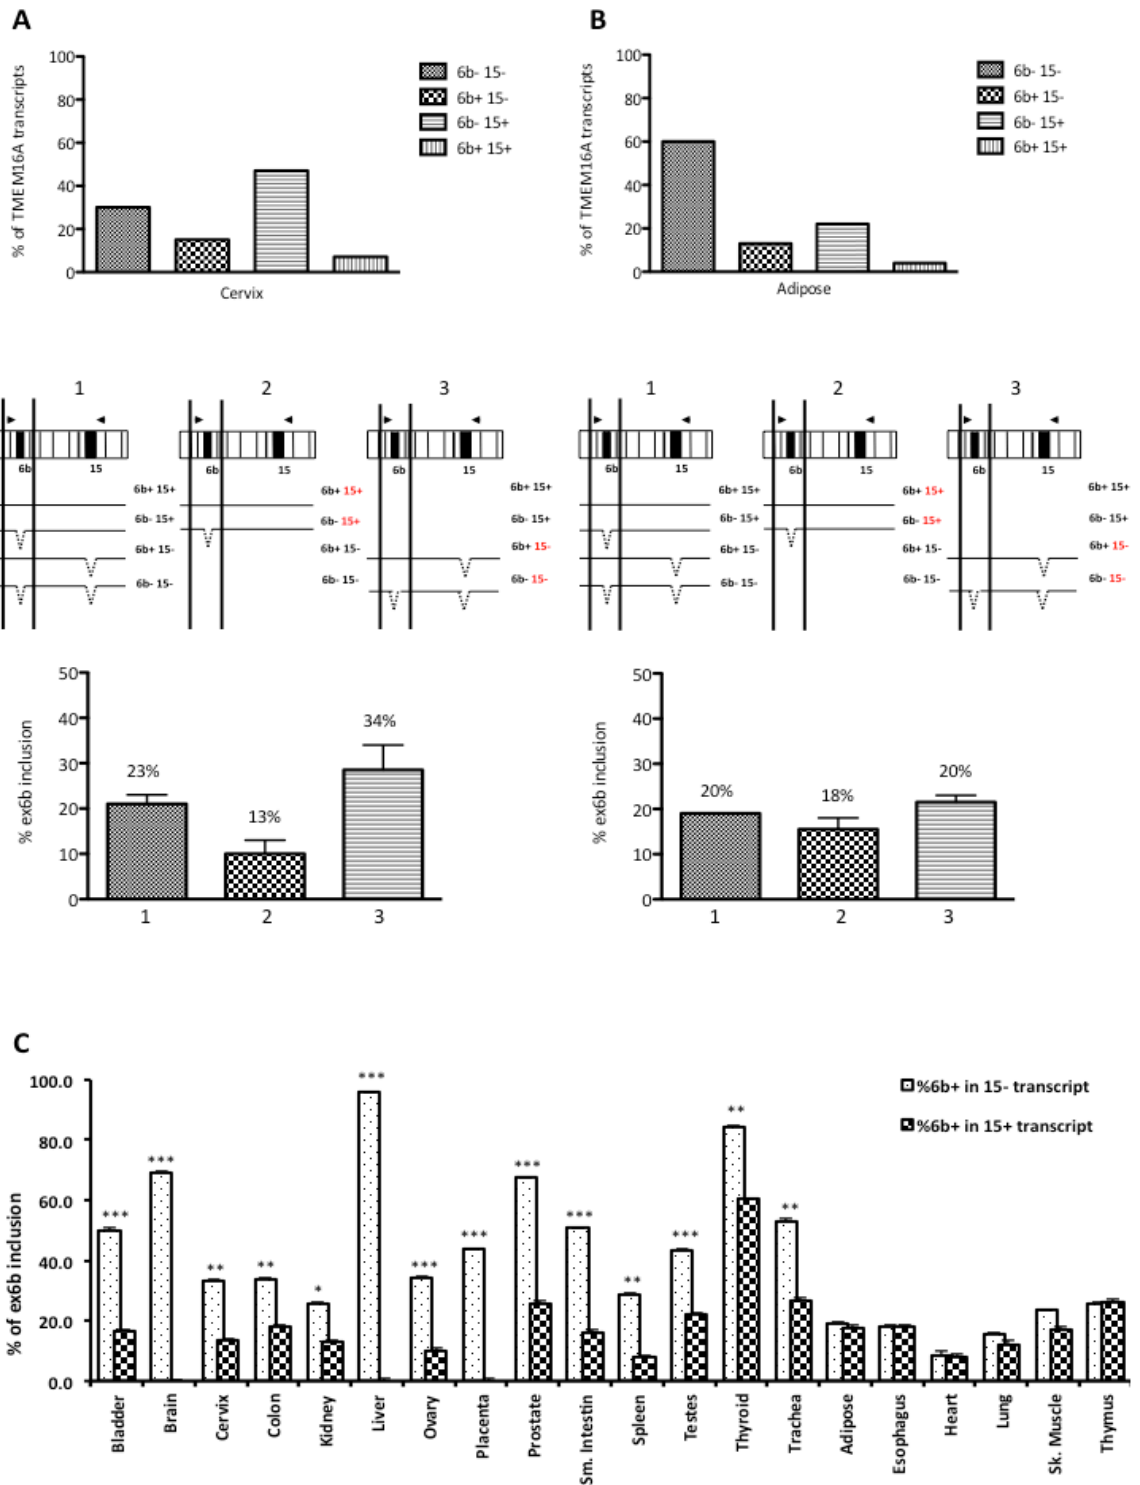 A
B
% of TMEM16A transcripts
100
80
60
40
20
0
Cervix
6b- 15-
6b+ 15-
6b- 15+
6b+ 15+
% of TMEM16A transcripts
100
80
60
40
20
0
Adipose
6b- 15-
6b+ 15-
6b- 15+
6b+ 15+
1
2
3
1
2
3
6b 15
6b 15
6b 15
6b 15
6b 15
6b 15
6b+ 15+
6b- 15+
6b+ 15-
6b- 15-
6b+ 15+
6b- 15+
6b- 15-
6b+ 15+
6b- 15+
6b+ 15-
6b- 15-
6b+ 15+
6b- 15+
6b+ 15-
6b- 15-
6b+ 15+
6b- 15+
6b+ 15-
6b- 15-
6b+ 15+
6b- 15+
6b+ 15-
6b- 15-
% ex6b inclusion
50
40
30
20
10
0
23%
13%
34%
1 2 3
% ex6b inclusion
50
40
30
20
10
0
20%
18%
20%
1 2 3
C
% of ex6b inclusion
100.0
80.0
60.0
40.0
20.0
0.0
%6b+ in 15- transcript
%6b+ in 15+ transcript
***
***
**
**
*
***
***
***
***
***
**
***
**
**
Bladder
Brain
Cervix
Colon
Kidney
Liver
Ovary
Placenta
Prostate
Sm. Intestin
Spleen
Testes
Thyroid
Trachea
Adipose
Esophagus
Heart
Lung
Sk. Muscle
Thymus